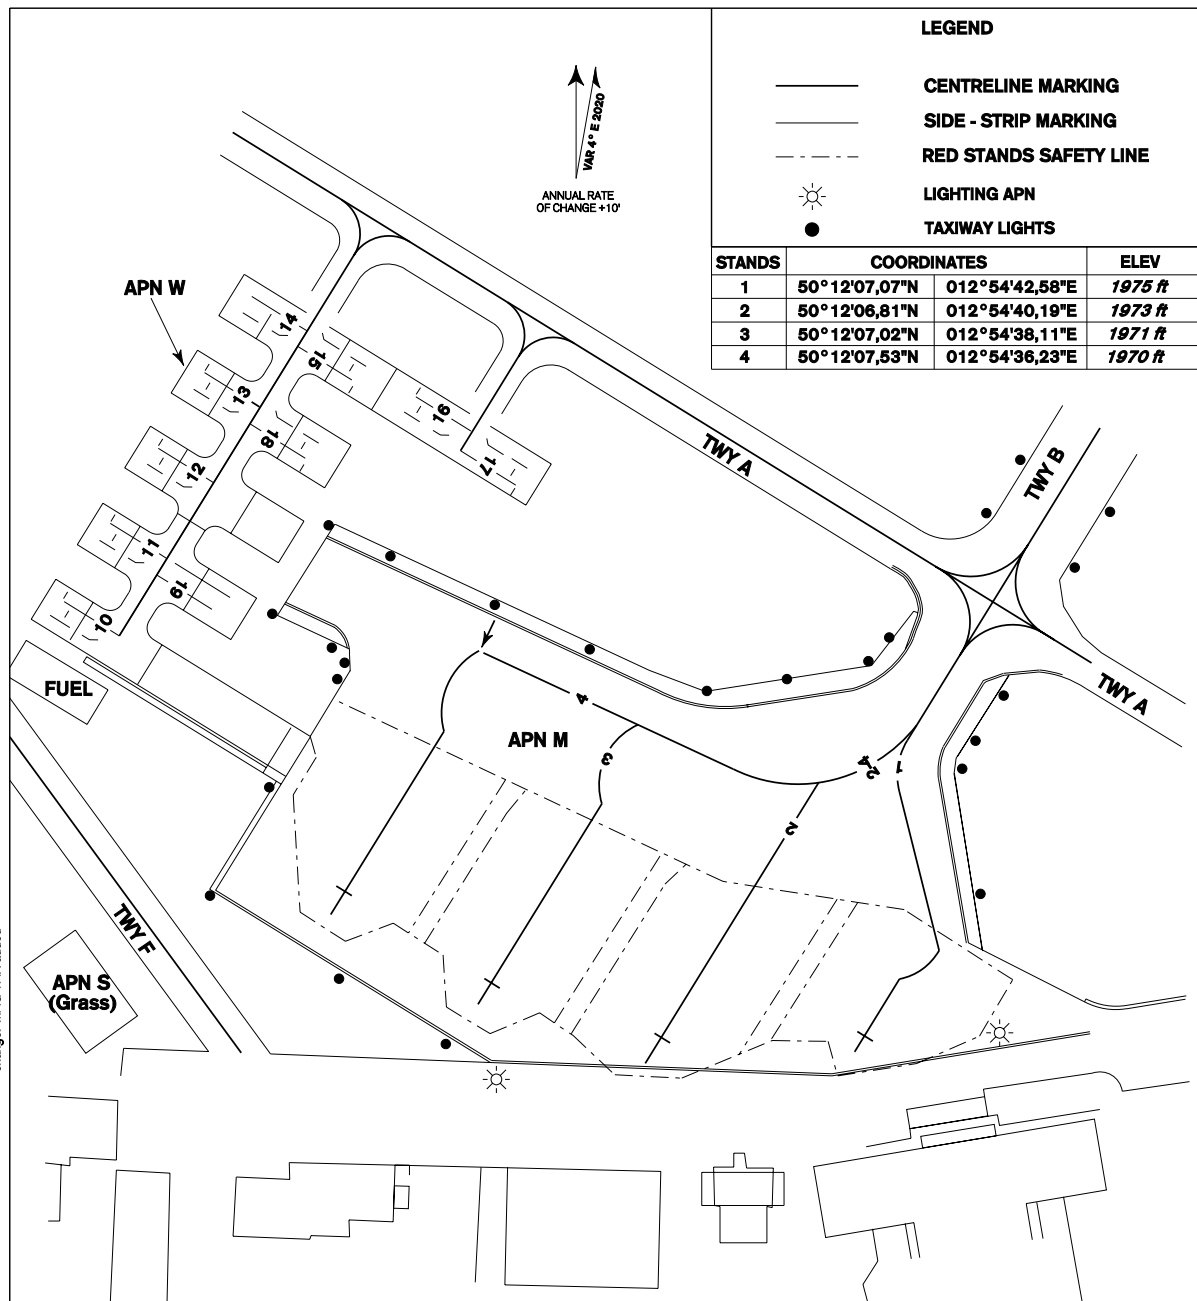 LEGEND
CENTRELINE MARKING
SIDE - STRIP MARKING
RED STANDS SAFETY LINE
LIGHTING APN
TAXIWAY LIGHTS
VAR 4° E 2020
ANNUAL RATE
OF CHANGE +10'
STANDS COORDINATES ELEV
1 50°12'07,07"N 012°54'42,58"E 1975 ft
2 50°12'06,81"N 012°54'40,19"E 1973 ft
3 50°12'07,02"N 012°54'38,11"E 1971 ft
4 50°12'07,53"N 012°54'36,23"E 1970 ft
APN W
14
15
13
16
18
12
17
11
19
10
TWY A
TWY B
TWY A
FUEL
4
APN M
3
2-4
1
2
TWY F
APN S
(Grass)